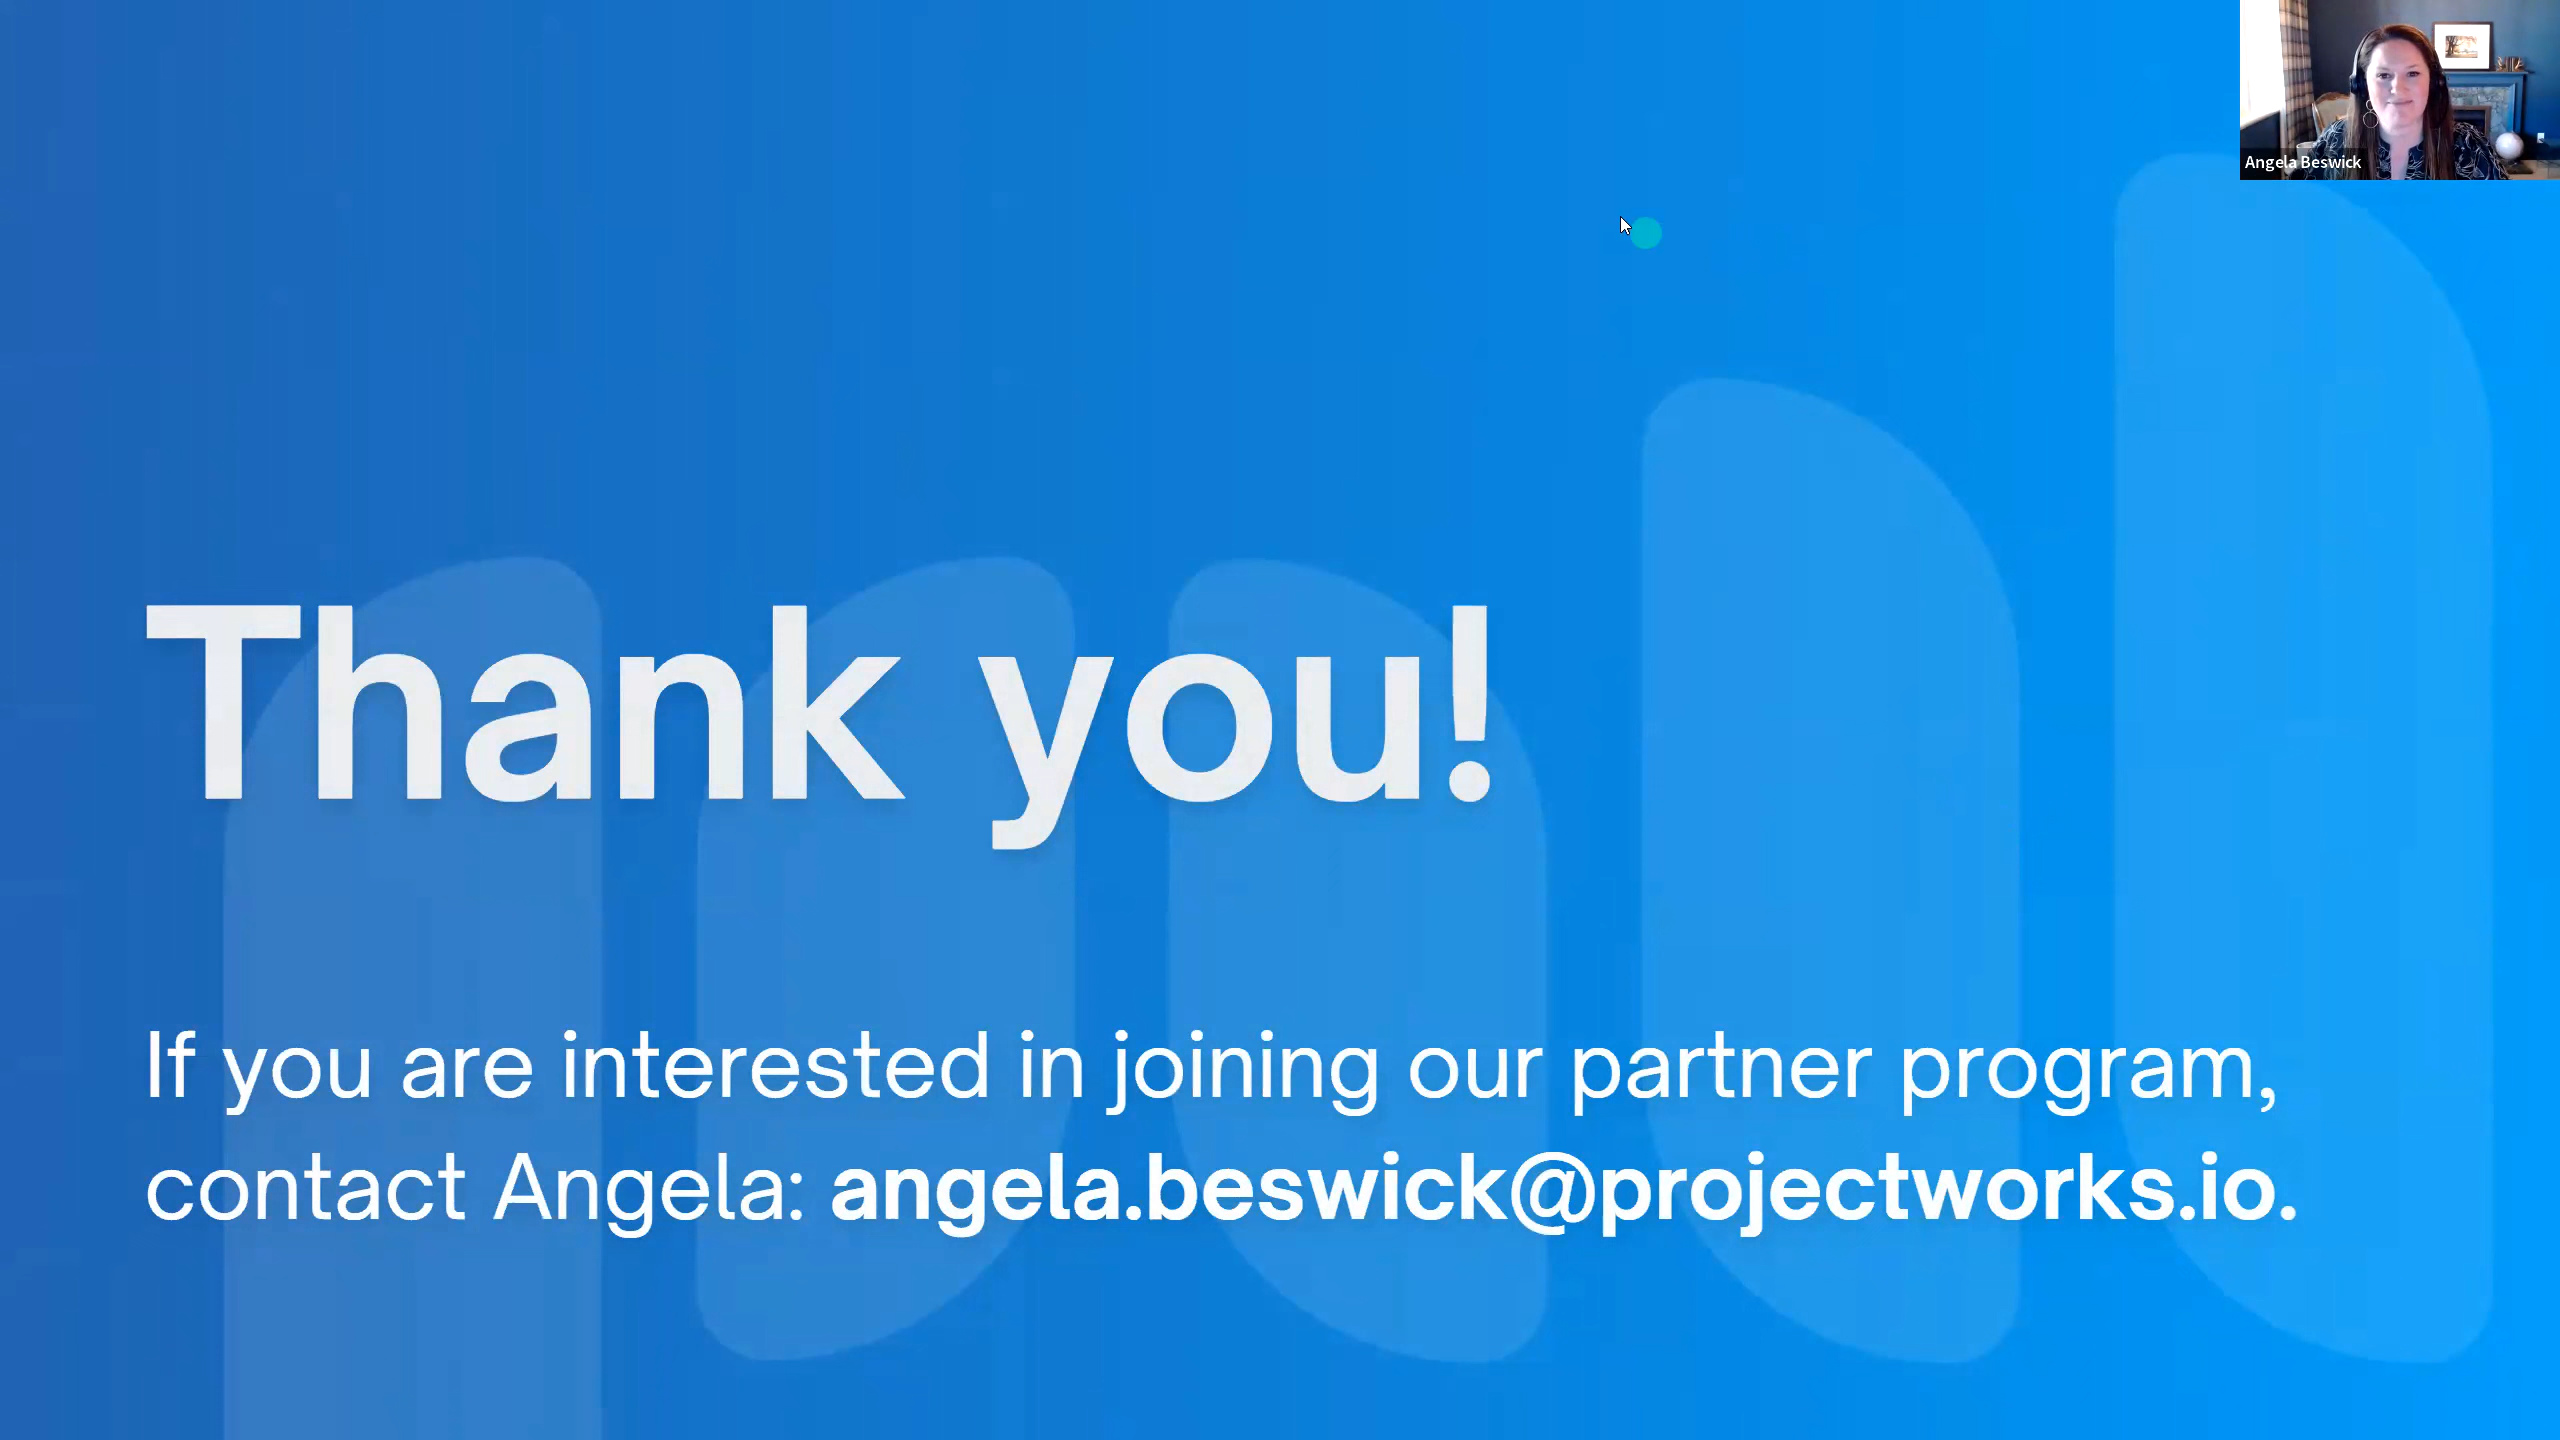 Angela Beswick
Thank you!
If you are interested in joining our partner program,
contact Angela: angela.beswick@projectworks.io.